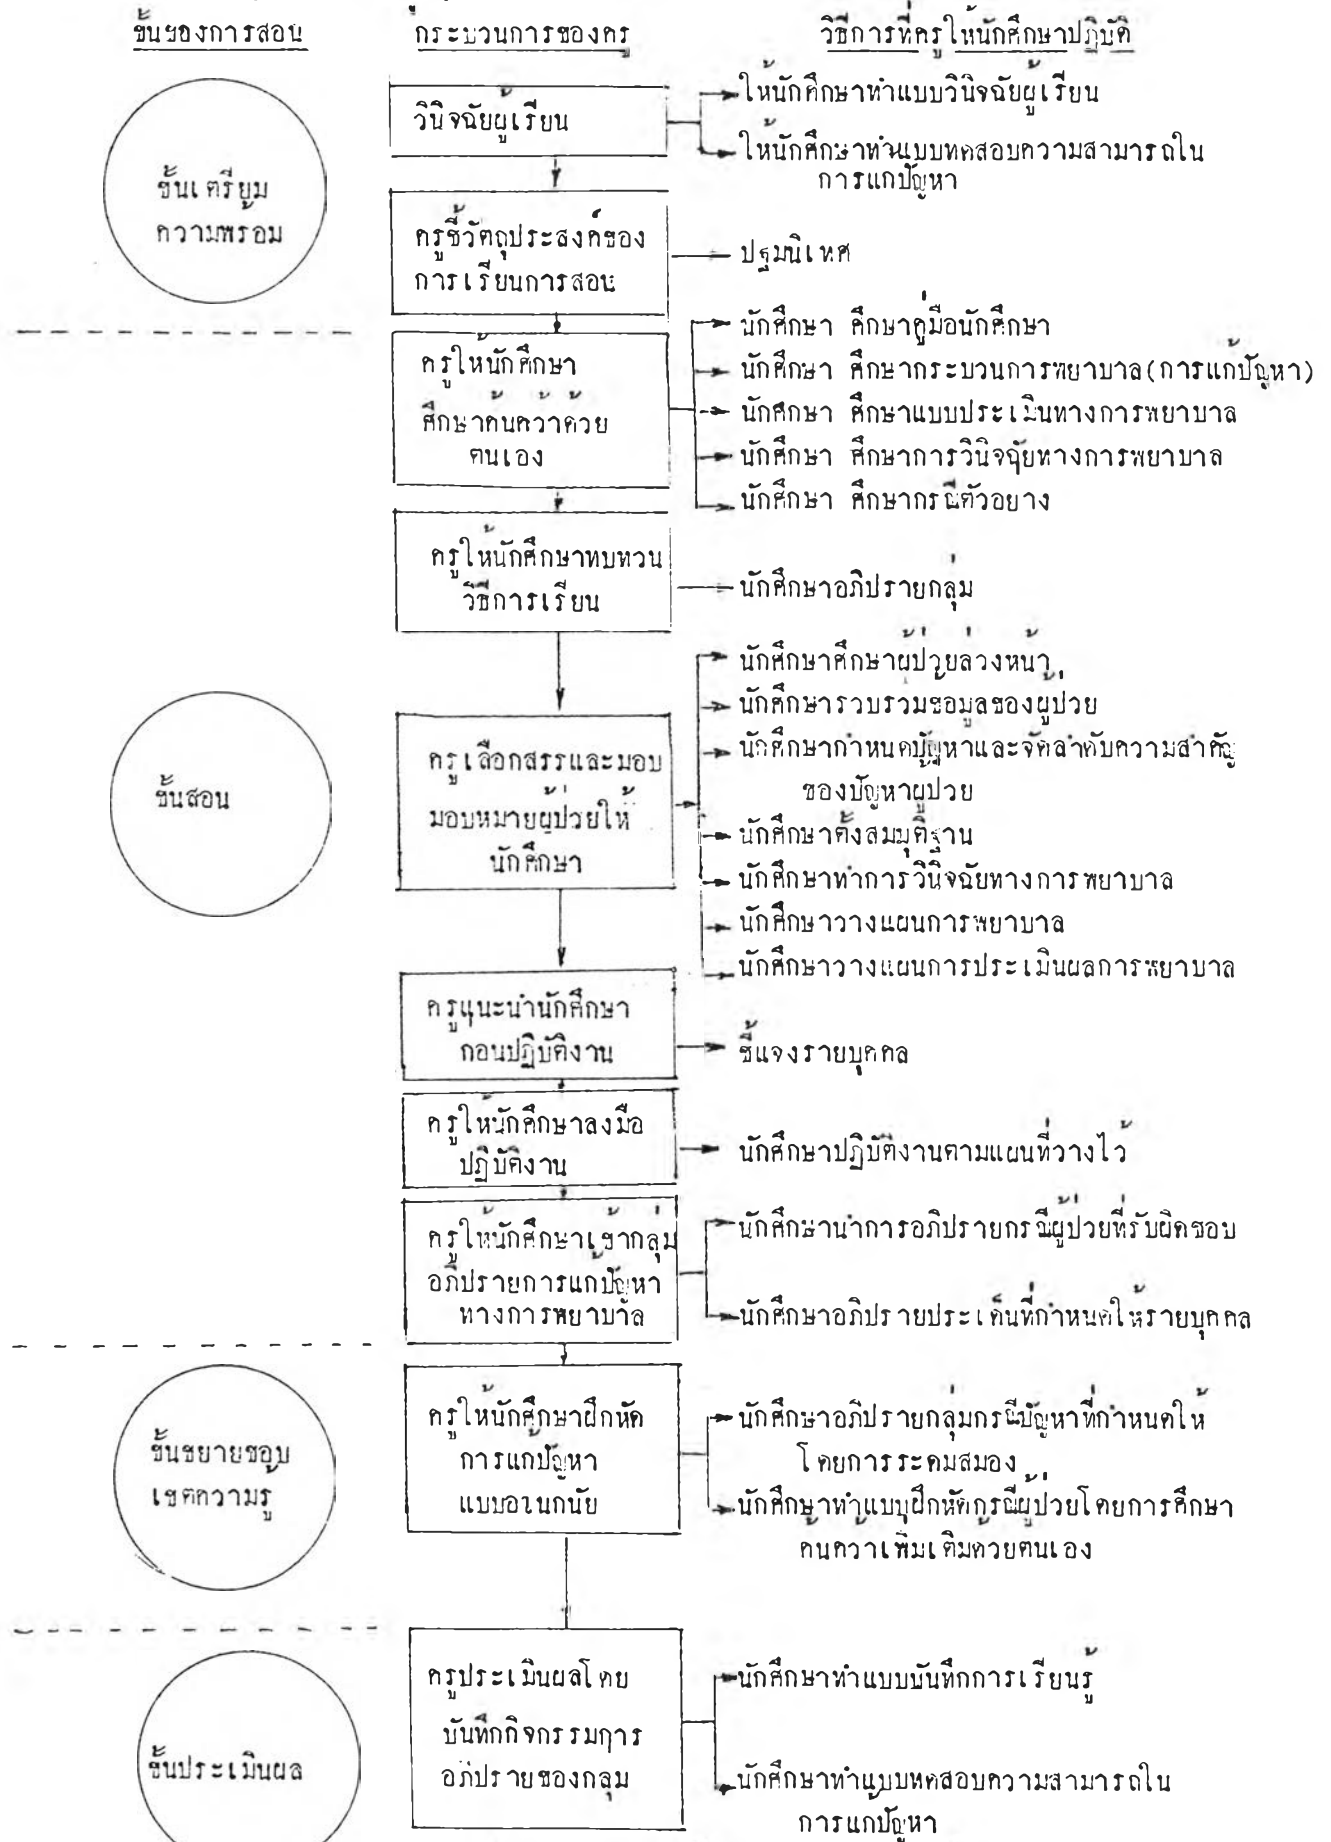 ขั้นของการสอน
กระบวนการของครู
วิธีการที่ครูให้นักศึกษาปฏิบัติ
ขั้นเตรียม
ความพร้อม
วินิจฉัยผู้เรียน
ให้นักศึกษาทำแบบวินิจฉัยผู้เรียน
ให้นักศึกษาทำแบบทดสอบความสามารถใน
การแก้ปัญหา
ครูชี้วัตถุประสงค์ของ
การเรียนการสอน
ปฐมนิเทศ
ครูให้นักศึกษา
ศึกษาค้นคว้าด้วย
ตนเอง
นักศึกษา ศึกษาคู่มือนักศึกษา
นักศึกษา ศึกษากระบวนการพยาบาล(การแก้ปัญหา)
นักศึกษา ศึกษาแบบประเมินทางการพยาบาล
นักศึกษา ศึกษาการวินิจฉัยทางการพยาบาล
นักศึกษา ศึกษากรณีตัวอย่าง
ครูให้นักศึกษาทบทวน
วิธีการเรียน
นักศึกษาอภิปรายกลุ่ม
ขั้นสอน
ครูเลือกสรรและมอบ
มอบหมายผู้ป่วยให้
นักศึกษา
นักศึกษาศึกษาผู้ป่วยล่วงหน้า
นักศึกษารวบรวมข้อมูลของผู้ป่วย
นักศึกษากำหนดปัญหาและจัดลำดับความสำคัญ
ของปัญหาผู้ป่วย
นักศึกษาตั้งสมมุติฐาน
นักศึกษาทำการวินิจฉัยทางการพยาบาล
นักศึกษาวางแผนการพยาบาล
นักศึกษาวางแผนการประเมินผลการพยาบาล
ครูแนะนำนักศึกษา
ก่อนปฏิบัติงาน
ชี้แจงรายบุคคล
ครูให้นักศึกษาลงมือ
ปฏิบัติงาน
นักศึกษาปฏิบัติงานตามแผนที่วางไว้
ครูให้นักศึกษาเข้ากลุ่ม
อภิปรายการแก้ปัญหา
ทางการพยาบาล
นักศึกษานำการอภิปรายกรณีผู้ป่วยที่รับผิดชอบ
นักศึกษาอภิปรายประเด็นที่กำหนดให้รายบุคคล
ขั้นขยายขอบ
เขตความรู้
ครูให้นักศึกษาฝึกหัด
การแก้ปัญหา
แบบอเนกนัย
นักศึกษาอภิปรายกลุ่มกรณีปัญหาที่กำหนดให้
โดยการระดมสมอง
นักศึกษาทำแบบฝึกหัดกรณีผู้ป่วยโดยการศึกษา
ค้นคว้าเพิ่มเติมด้วยตนเอง
ขั้นประเมินผล
ครูประเมินผลโดย
บันทึกกิจกรรมการ
อภิปรายของกลุ่ม
นักศึกษาทำแบบบันทึกการเรียนรู้
นักศึกษาทำแบบทดสอบความสามารถใน
การแก้ปัญหา